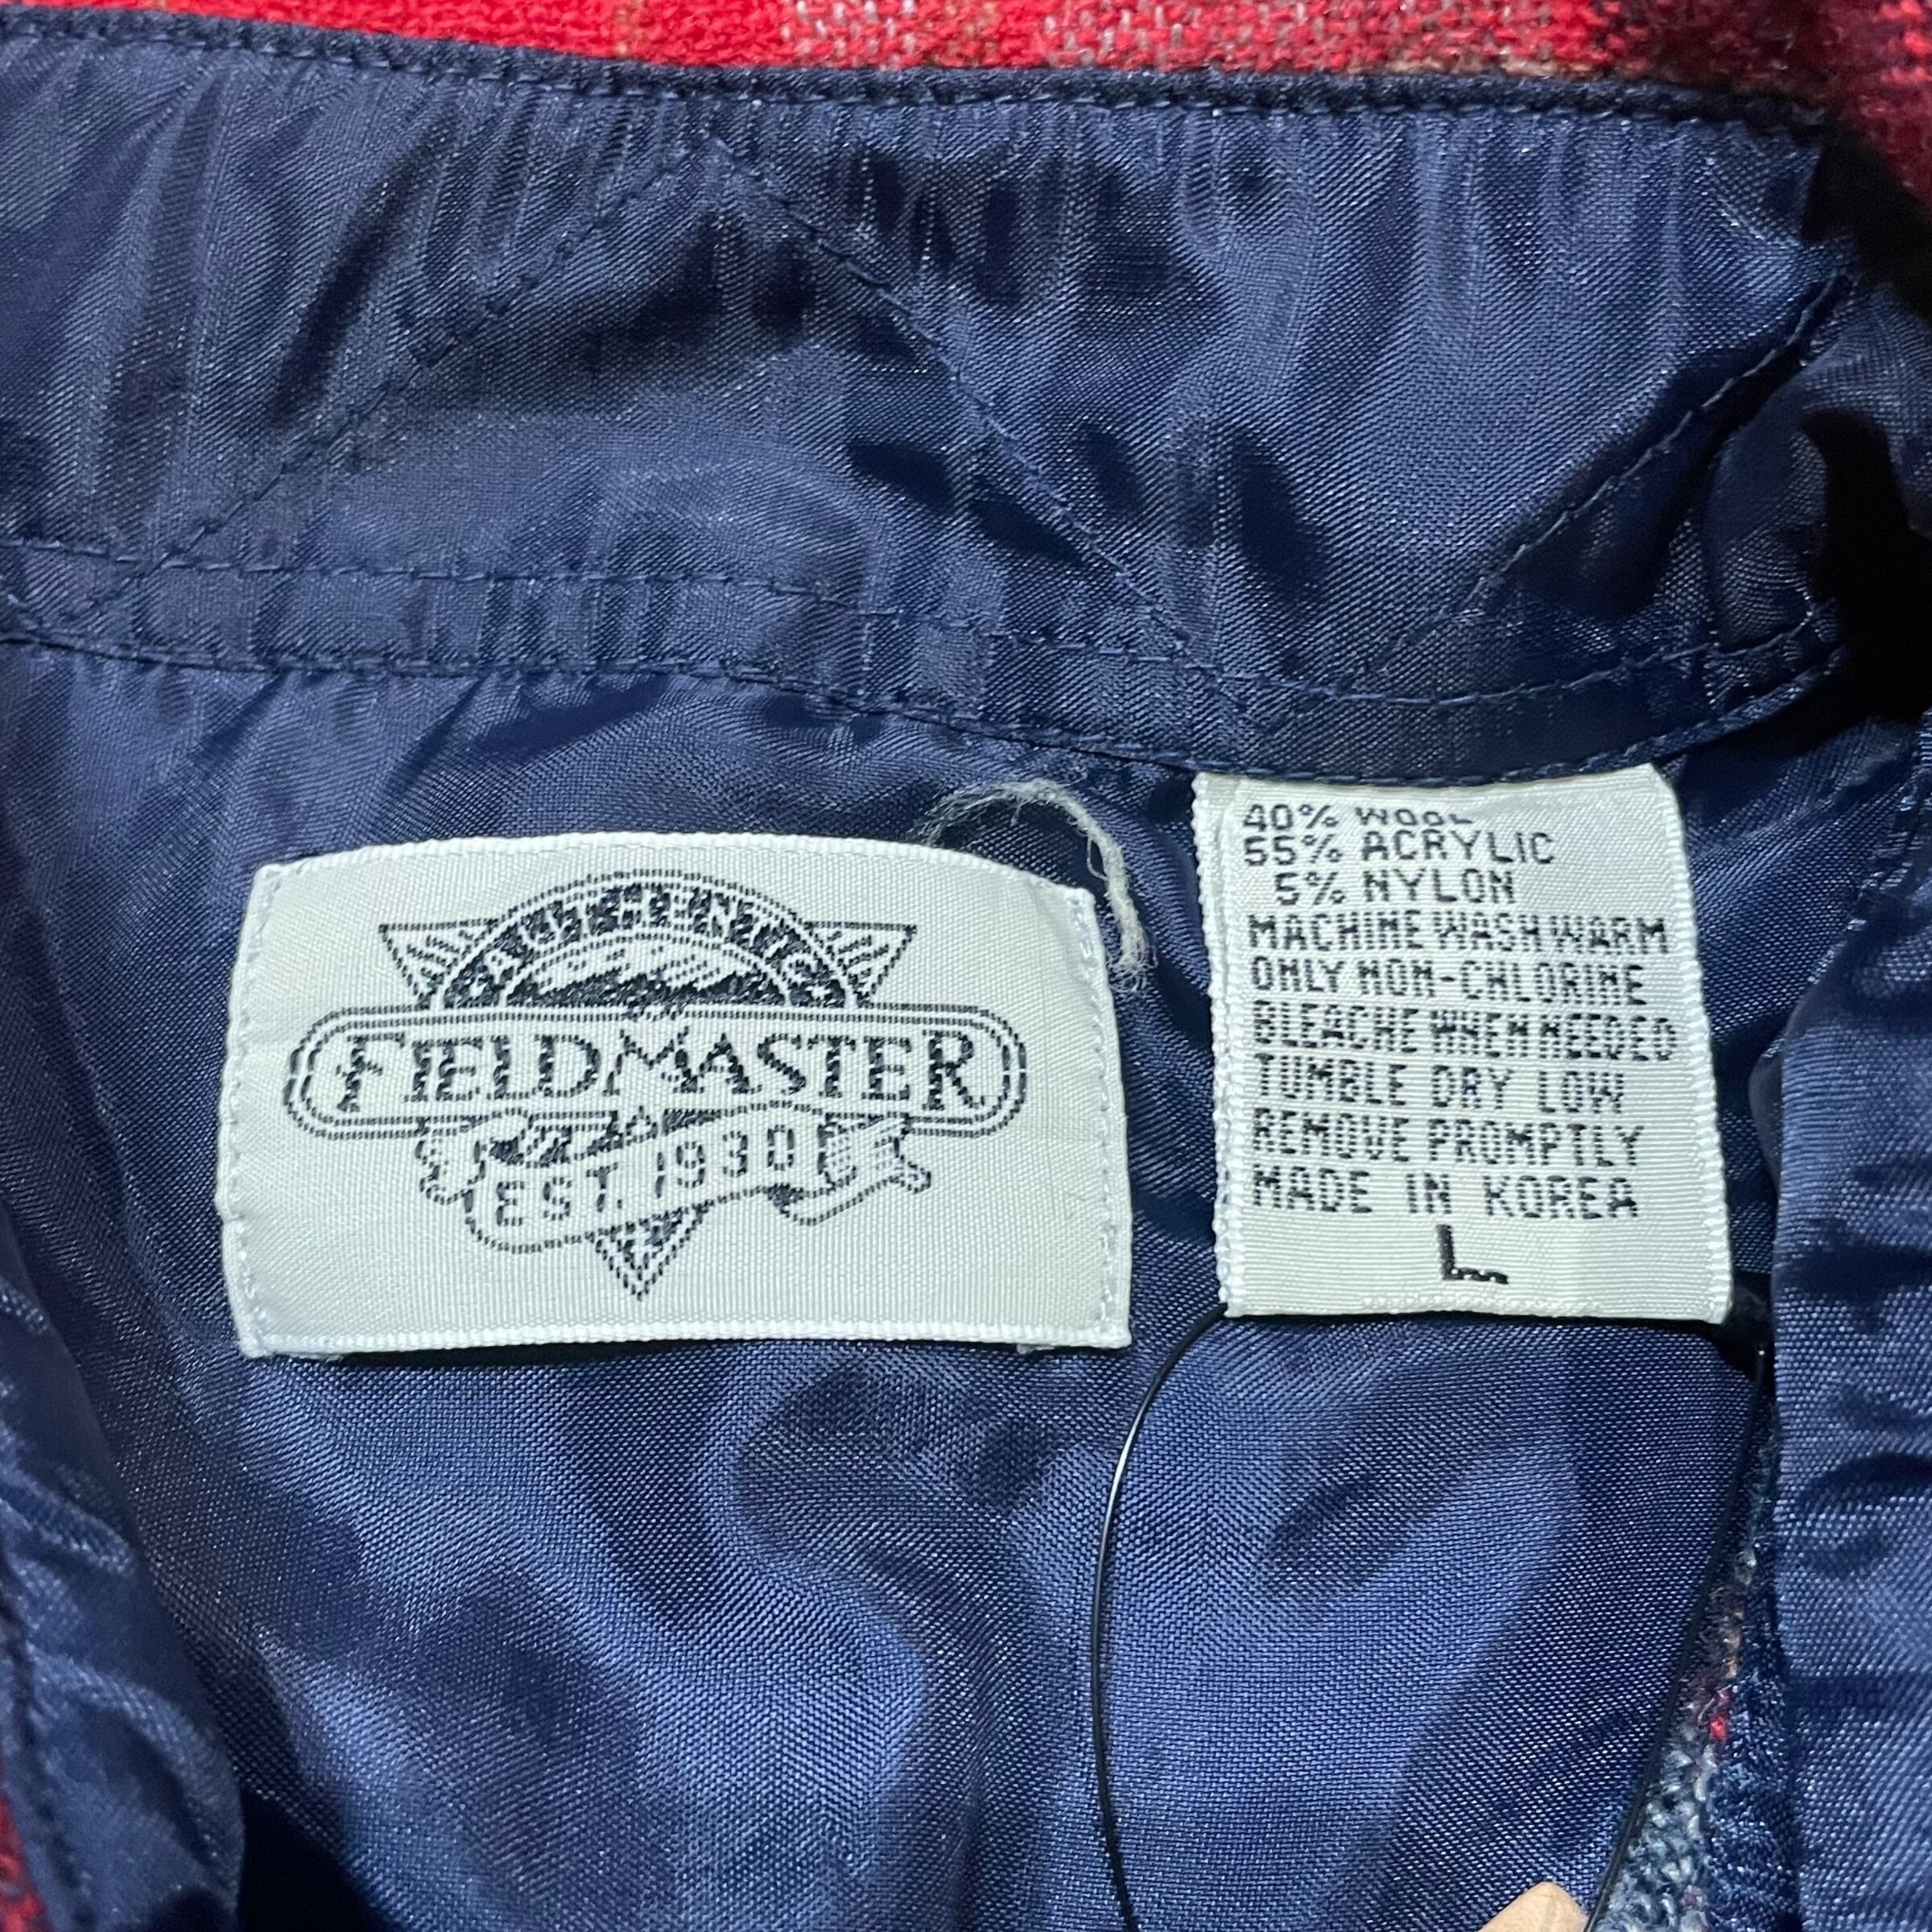 AUTHENTIC
FIELDMASTER
EST. 1930
40% WOOL
55% ACRYLIC
5% NYLON
MACHINE WASH WARM
ONLY NON-CHLORINE
BLEACHE WHEN NEEDED
TUMBLE DRY LOW
REMOVE PROMPTLY
MADE IN KOREA
L